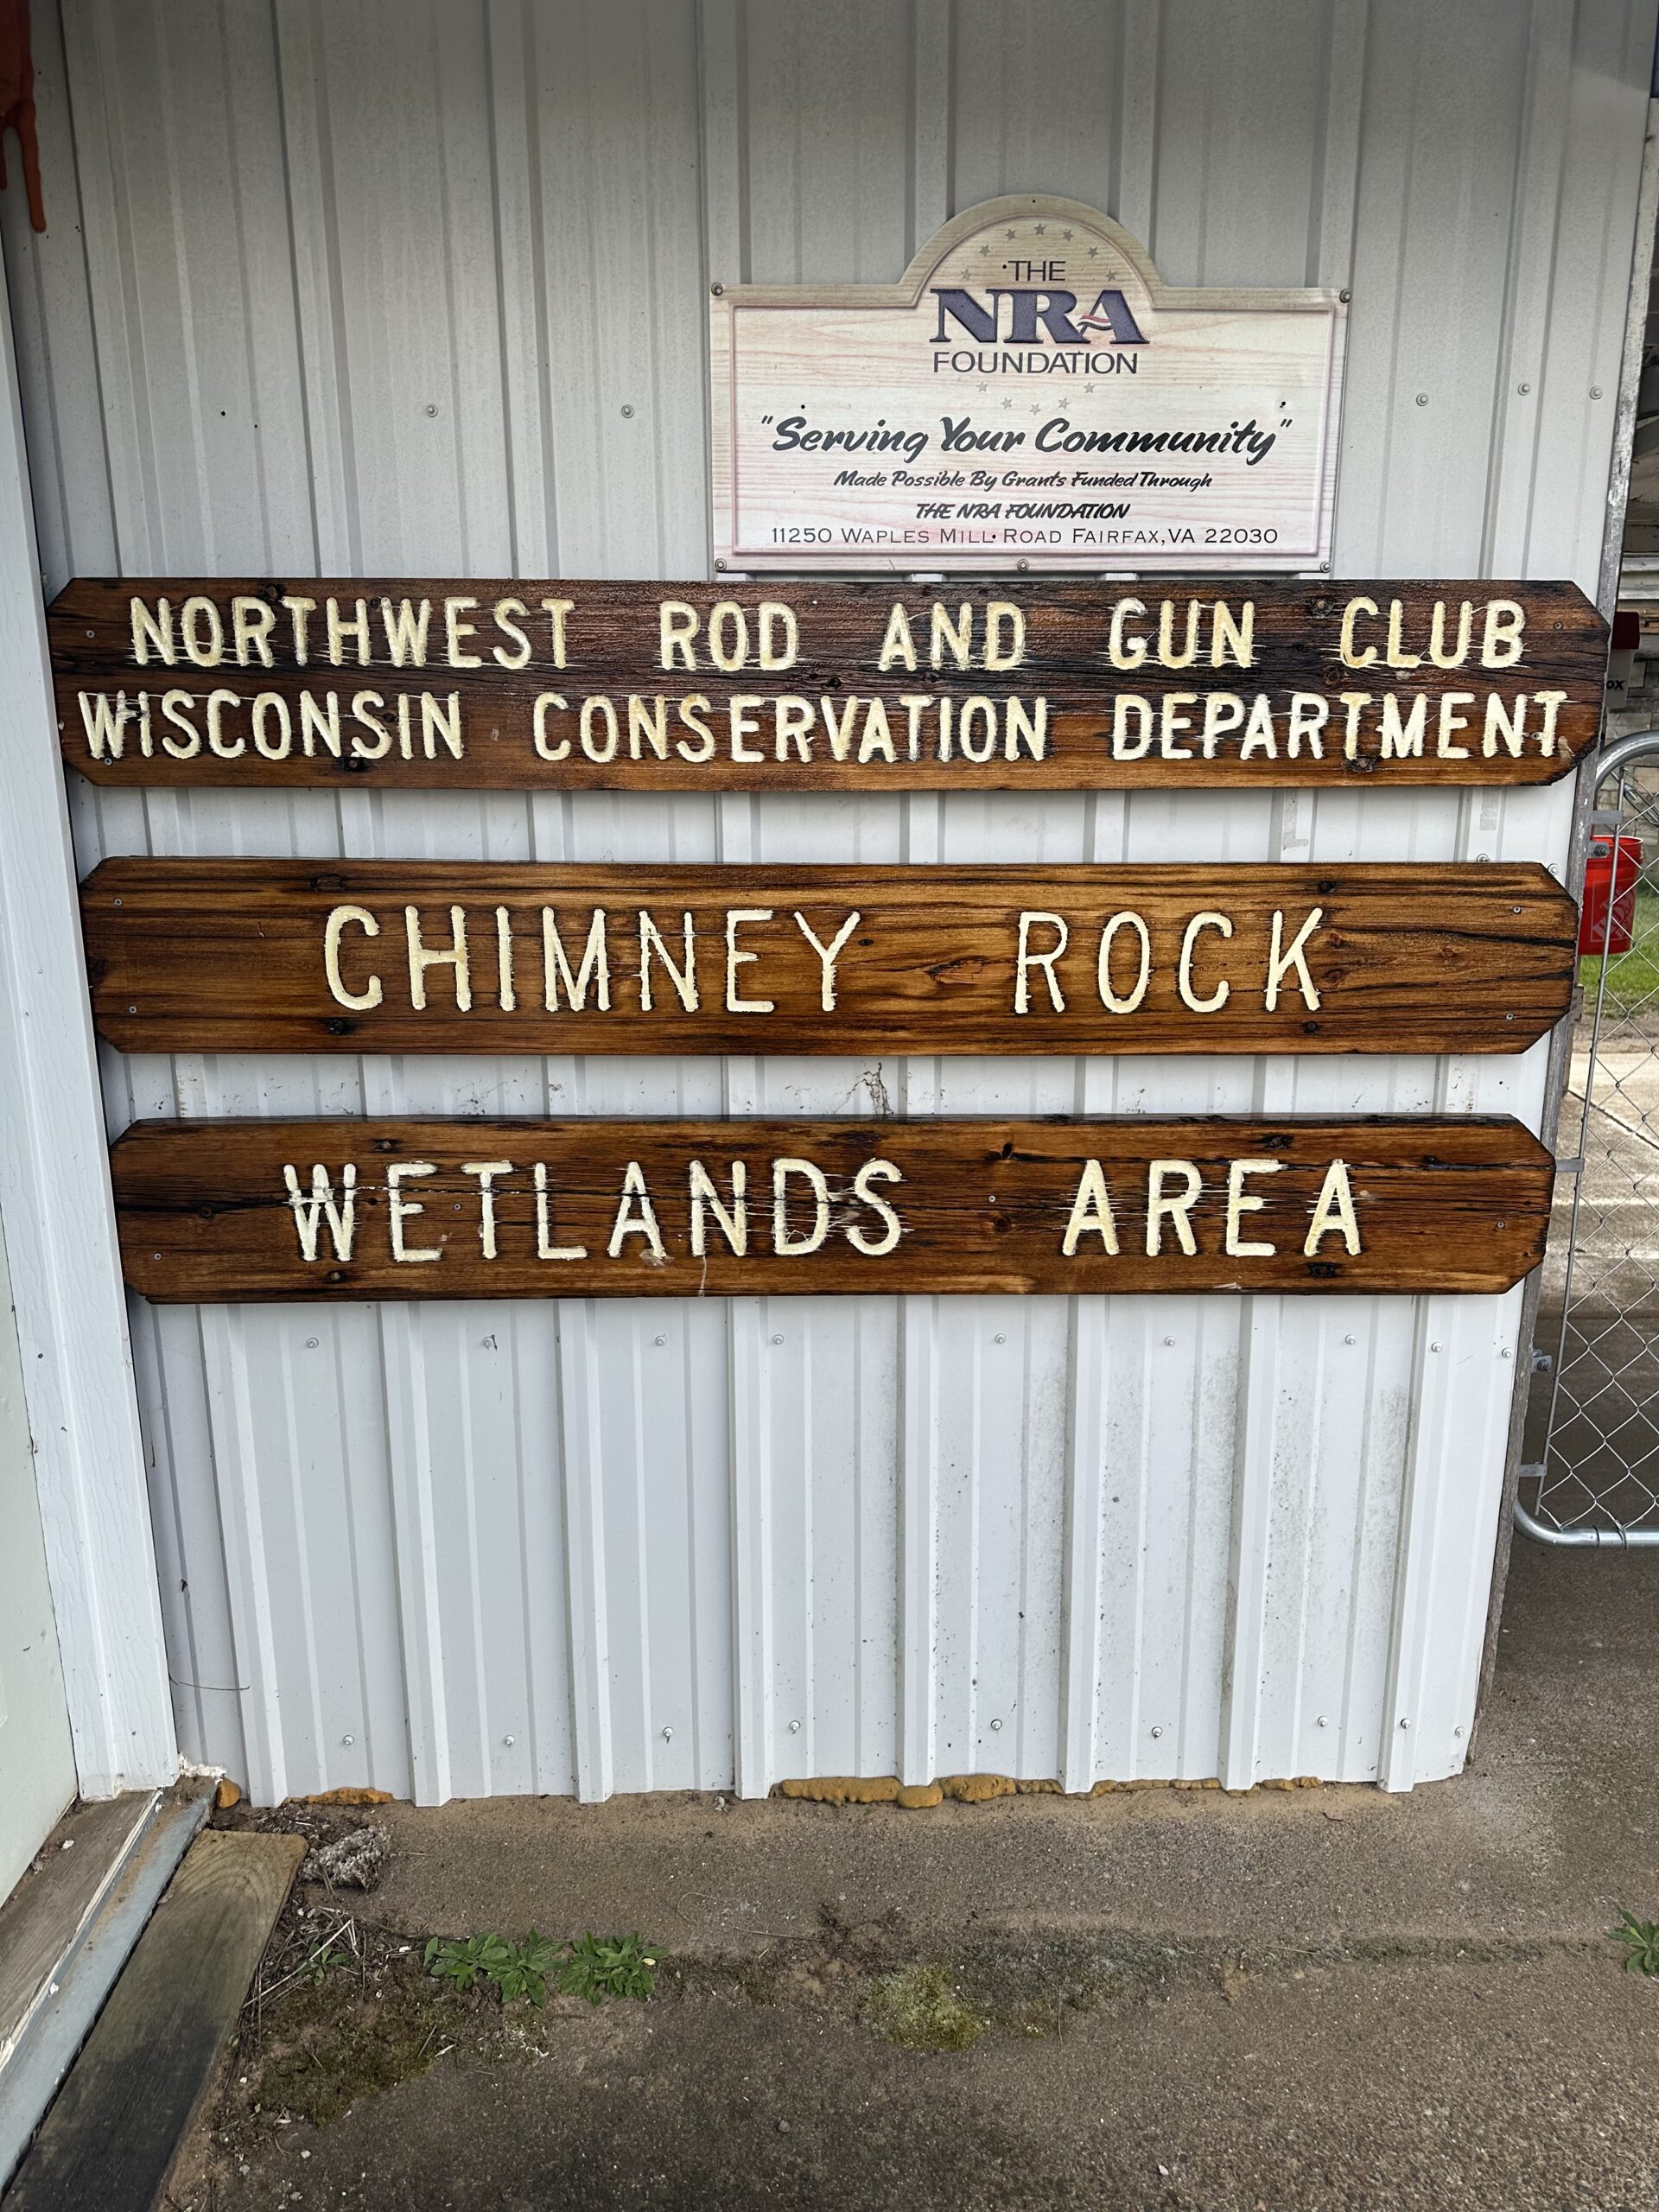 THE
NRA
FOUNDATION
"Serving Your Community"
Made Possible By Grants Funded Through
THE NRA FOUNDATION
11250 WAPLES MILL ROAD FAIRFAX, VA 22030
NORTHWEST ROD AND GUN CLUB
WISCONSIN CONSERVATION DEPARTMENT
CHIMNEY ROCK
WETLANDS AREA